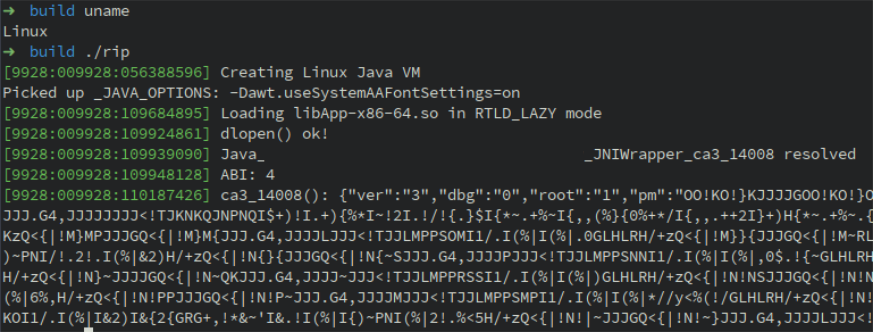 ➜ build uname
Linux
➜ build ./rip
[9928:009928:056388596] Creating Linux Java VM
Picked up _JAVA_OPTIONS: -Dawt.useSystemAAFontSettings=on
[9928:009928:109684895] Loading libApp-x86-64.so in RTLD_LAZY mode
[9928:009928:109924861] dlopen() ok!
[9928:009928:109939090] Java_ _JNIWrapper_ca3_14008 resolved
[9928:009928:109948128] ABI: 4
[9928:009928:110187426] ca3_14008(): {"ver":"3","dbg":"0","root":"1","pm":"OO!KO!}KJJJJGOO!KO!}O
JJJ.G4,JJJJJJJJ<!TJKNKQJNPNQI$+)!I.+){%*I~!2I.!/!{.}$I{*~.+%~I{,,(%}{0%+*/I{,,.++2I}+)H{*~.+%~.{
KzQ<{|!M}MPJJJGQ<{|!M}M{JJJ.G4,JJJJLJJJ<!TJJLMPPSOMI1/.I(%|I(%|.0GLHLRH/+zQ<{|!M}}{JJJGQ<{|!M~RL
)~PNI/!.2!.I(%|&2)H/+zQ<{|!N{}{JJJGQ<{|!N{~SJJJ.G4,JJJJPJJJ<!TJJLMPPSNNI1/.I(%|I(%|,0$.!{~GLHLRH
H/+zQ<{|!N}~JJJJGQ<{|!N~QKJJJ.G4,JJJJ~JJJ<!TJJLMPPRSSI1/.I(%|I(%|)GLHLRH/+zQ<{|!N!NSJJJGQ<{|!N!N
(%|6%,H/+zQ<{|!N!PPJJJGQ<{|!N!P~JJJ.G4,JJJJMJJJ<!TJJLMPPSMPI1/.I(%|I(%|*//y<%(!/GLHLRH/+zQ<{|!N!
KOI1/.I(%|I&2)I&{2{GRG+,!*&~'I&.!I(%|I{)~PNI(%|2!.%<5H/+zQ<{|!N!|~JJJGQ<{|!N!~}JJJ.G4,JJJJLJJJ<!